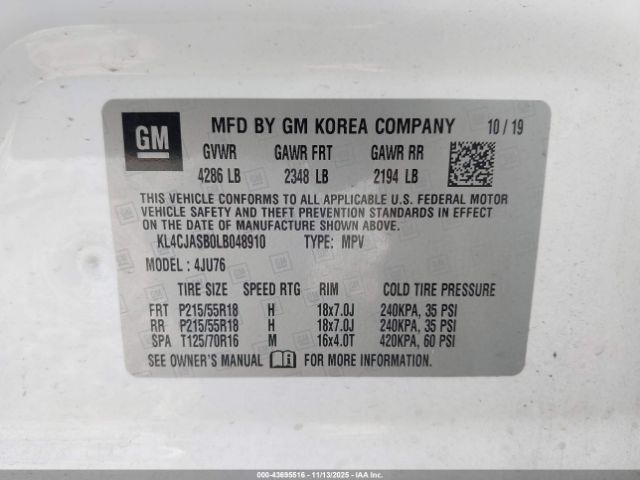 GM MFD BY GM KOREA COMPANY 10 / 19
GVWR GAWR FRT GAWR RR
4286 LB 2348 LB 2194 LB
THIS VEHICLE CONFORMS TO ALL APPLICABLE U.S. FEDERAL MOTOR
VEHICLE SAFETY AND THEFT PREVENTION STANDARDS IN EFFECT
ON THE DATE OF MANUFACTURE SHOWN ABOVE.
KL4CJASB0LB048910 TYPE: MPV
MODEL : 4JU76
TIRE SIZE SPEED RTG RIM COLD TIRE PRESSURE
FRT P215/55R18 H 18x7.0J 240KPA, 35 PSI
RR P215/55R18 H 18x7.0J 240KPA, 35 PSI
SPA T125/70R16 M 16x4.0T 420KPA, 60 PSI
SEE OWNER'S MANUAL FOR MORE INFORMATION
000-43695516 - 11/13/2025 - COPYRIGHT IAA, LLC.